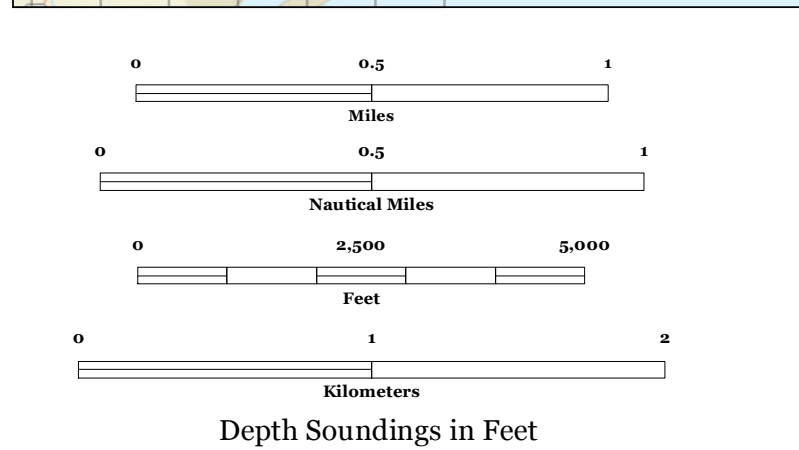 0 0.5 1
Miles
0 0.5 1
Nautical Miles
0 2,500 5,000
Feet
0 1 2
Kilometers
Depth Soundings in Feet